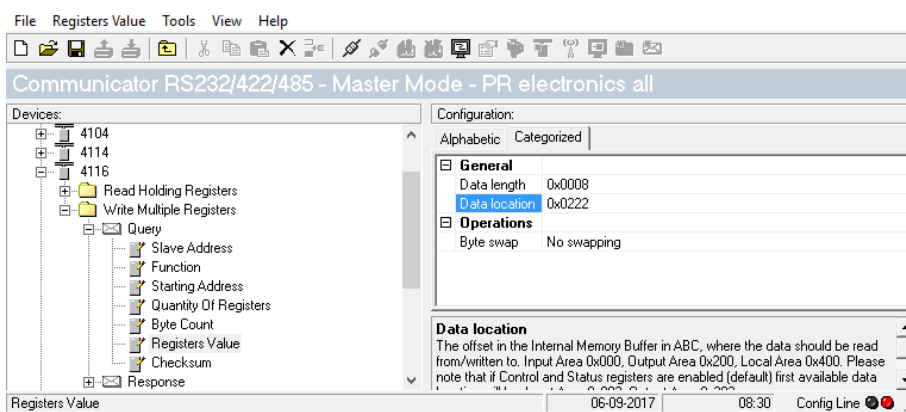 File Registers Value Tools View Help
Communicator RS232/422/485 - Master Mode - PR electronics all
Devices:
4104
4114
4116
Read Holding Registers
Write Multiple Registers
Query
Slave Address
Function
Starting Address
Quantity Of Registers
Byte Count
Registers Value
Checksum
Response
Configuration:
Alphabetic Categorized
General
Data length 0x0008
Data location 0x0222
Operations
Byte swap No swapping
Data location
The offset in the Internal Memory Buffer in ABC, where the data should be read
from/written to. Input Area 0x000, Output Area 0x200, Local Area 0x400. Please
note that if Control and Status registers are enabled (default) first available data
Registers Value 06-09-2017 08:30 Config Line